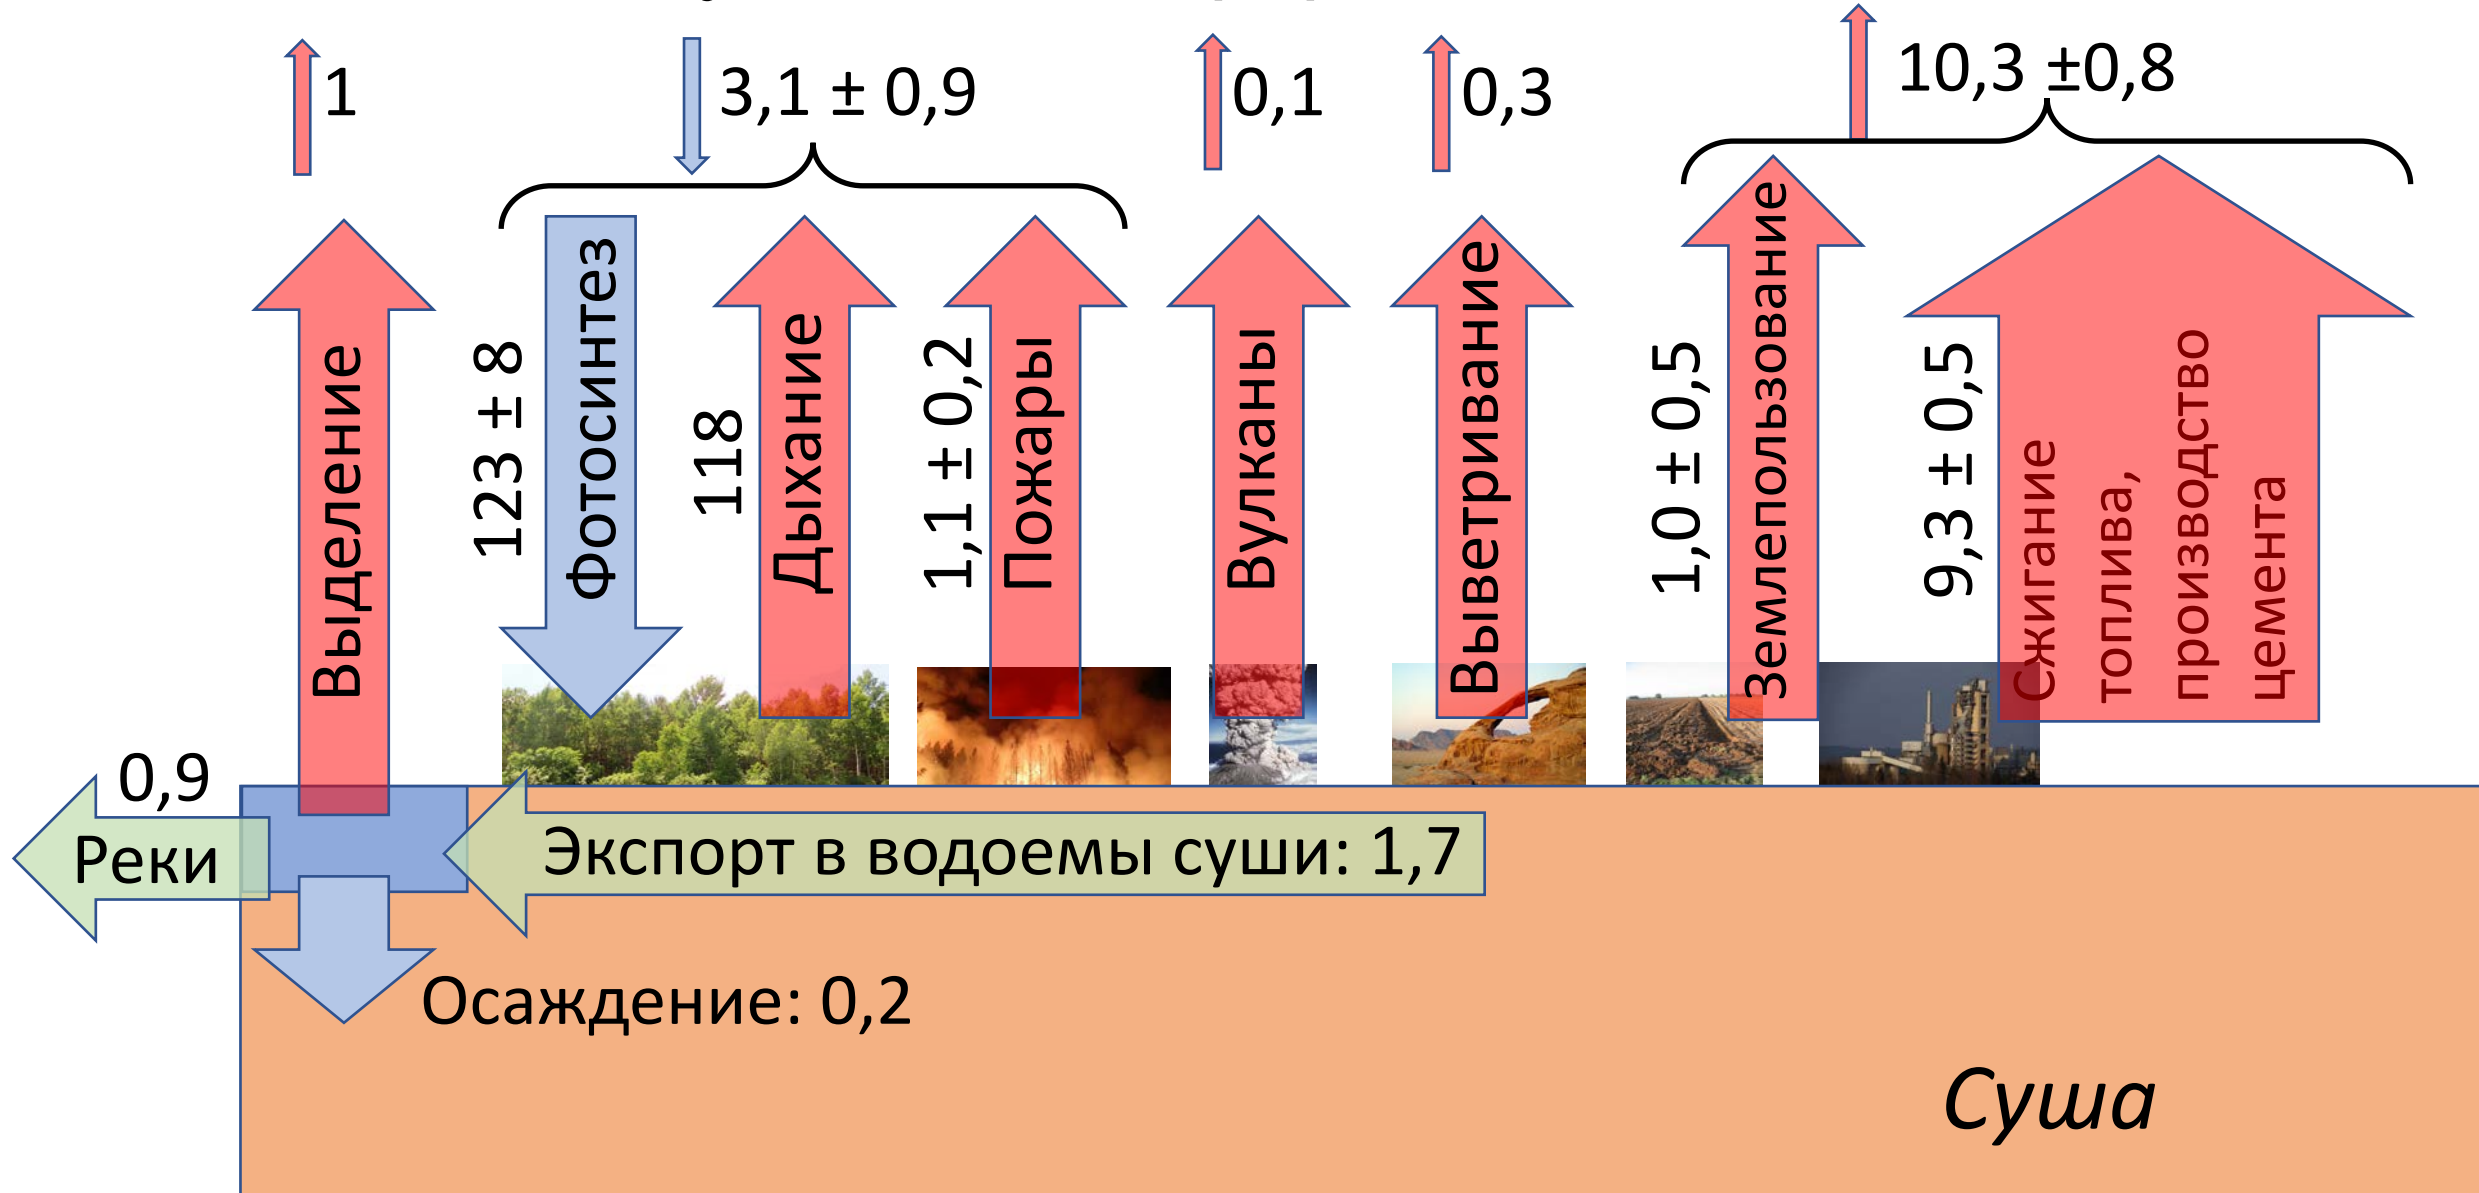 1
3,1 ± 0,9
0,1
0,3
10,3 ±0,8
Выделение
123 ± 8
Фотосинтез
118
Дыхание
1,1 ± 0,2
Пожары
Вулканы
Выветривание
1,0 ± 0,5
Землепользование
9,3 ± 0,5
Сжигание
топлива,
производство
цемента
0,9
Реки
Экспорт в водоемы суши: 1,7
Осаждение: 0,2
Суша